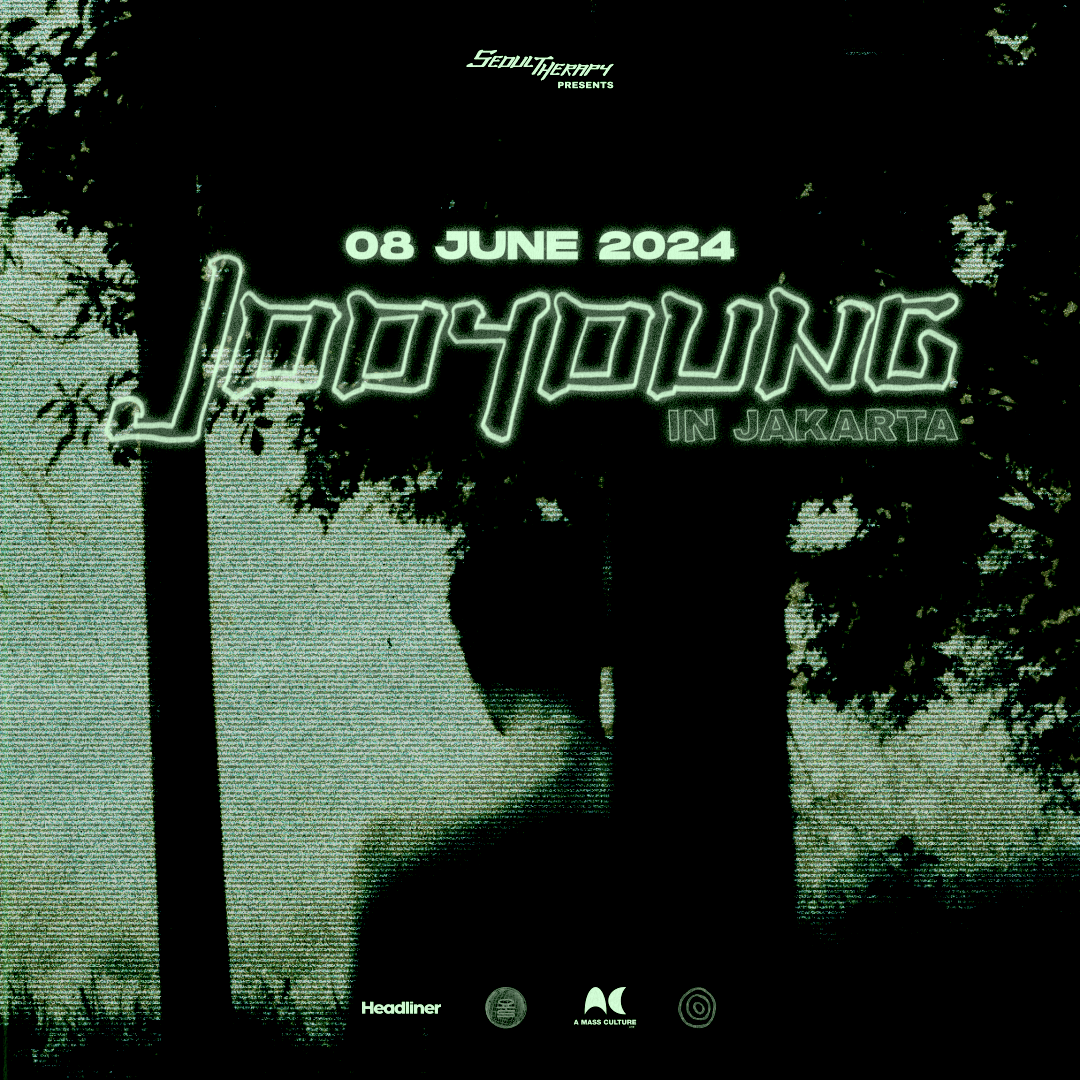 SEOULTHERAPY
PRESENTS
08 JUNE 2024
JOOYOUNG
IN JAKARTA
Headliner
A MASS CULTURE